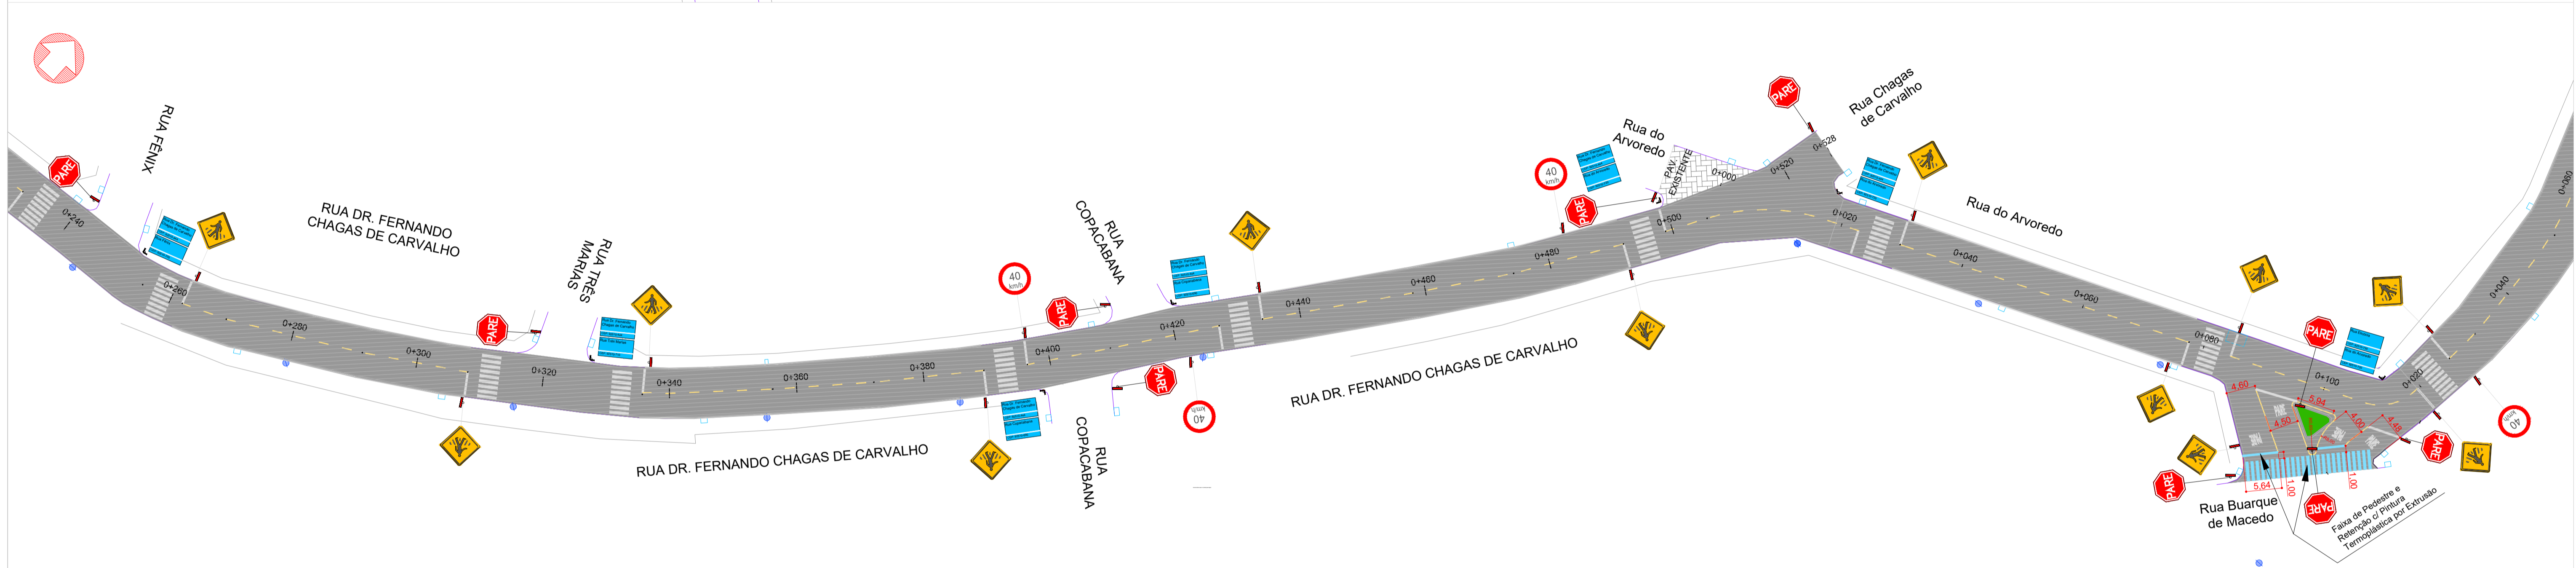 RUA FÊNIX
PARE
0+240
0+260
RUA DR. FERNANDO
CHAGAS DE CARVALHO
0+280
0+300
PARE
0+320
RUA TRÊS
MARIAS
0+340
0+360
0+380
RUA DR. FERNANDO CHAGAS DE CARVALHO
40
km/h
PARE
RUA
COPACABANA
0+400
0+420
PARE
RUA
COPACABANA
40
km/h
0+440
0+460
0+480
RUA DR. FERNANDO CHAGAS DE CARVALHO
40
km/h
PARE
Rua do
Arvoredo
PAV.
EXISTENTE
0+000
0+500
0+520
0+528
PARE
Rua Chagas
de Carvalho
0+020
0+040
Rua do Arvoredo
0+060
0+080
0+100
PARE
0+020
0+040
0+060
40
km/h
4,60
5,94
4,50
4,00
4,48
5,64
1,00
1,00
PARE
PARE
PARE
Rua Buarque
de Macedo
Faixa de Pedestre e
Retenção c/ Pintura
Termoplástica por Extrusão